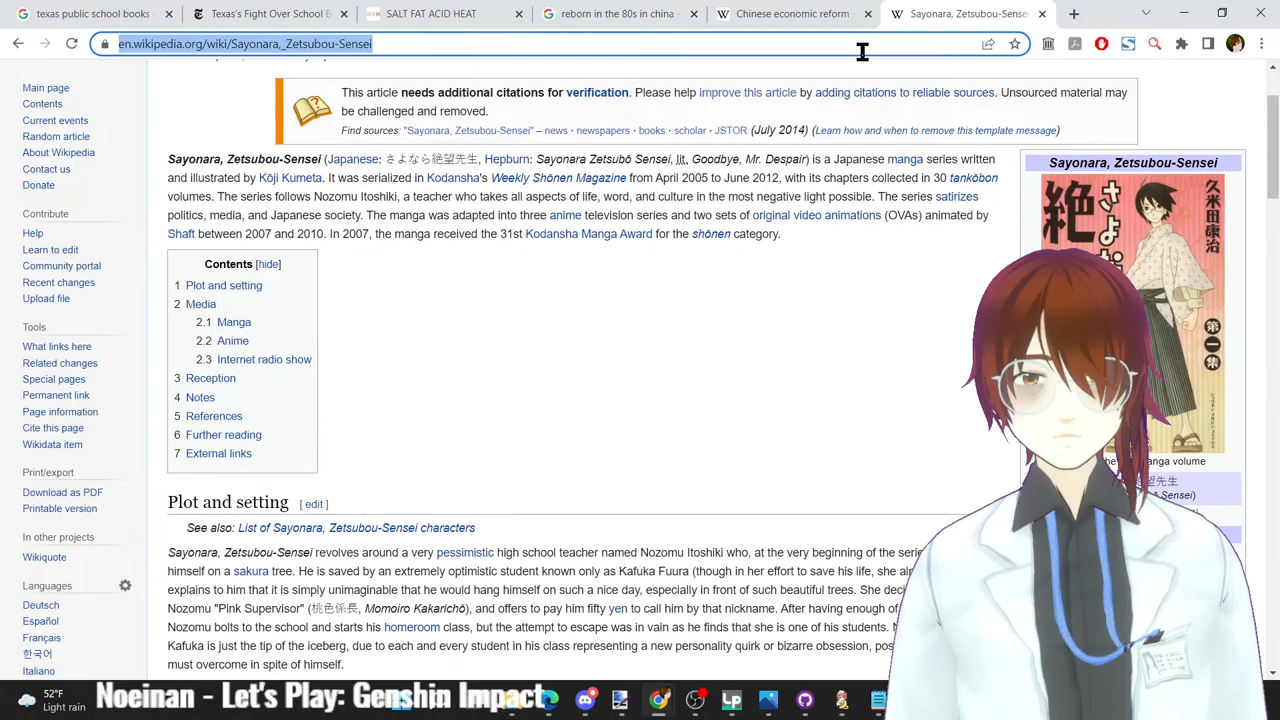 texas public school books -
Texas's Fight Over School B
SALT FAT ACID HEAT
reborn in the 80s in china -
Chinese economic reform -
Sayonara, Zetsubou-Sensei
en.wikipedia.org/wiki/Sayonara,_Zetsubou-Sensei
Main page
Contents
Current events
Random article
About Wikipedia
Contact us
Donate
Contribute
Help
Learn to edit
Community portal
Recent changes
Upload file
Tools
What links here
Related changes
Special pages
Permanent link
Page information
Cite this page
Wikidata item
Print/export
Download as PDF
Printable version
In other projects
Wikiquote
Languages
Deutsch
Español
Français
한국어
Italiano
This article needs additional citations for verification. Please help improve this article by adding citations to reliable sources. Unsourced material may
be challenged and removed.
Find sources: "Sayonara, Zetsubou-Sensei" – news · newspapers · books · scholar · JSTOR (July 2014) (Learn how and when to remove this template message)
Sayonara, Zetsubou-Sensei (Japanese: さよなら絶望先生, Hepburn: Sayonara Zetsubō Sensei, lit. Goodbye, Mr. Despair) is a Japanese manga series written
and illustrated by Kōji Kumeta. It was serialized in Kodansha's Weekly Shōnen Magazine from April 2005 to June 2012, with its chapters collected in 30 tankōbon
volumes. The series follows Nozomu Itoshiki, a teacher who takes all aspects of life, word, and culture in the most negative light possible. The series satirizes
politics, media, and Japanese society. The manga was adapted into three anime television series and two sets of original video animations (OVAs) animated by
Shaft between 2007 and 2010. In 2007, the manga received the 31st Kodansha Manga Award for the shōnen category.
Contents [hide]
1 Plot and setting
2 Media
2.1 Manga
2.2 Anime
2.3 Internet radio show
3 Reception
4 Notes
5 References
6 Further reading
7 External links
Plot and setting [ edit ]
See also: List of Sayonara, Zetsubou-Sensei characters
Sayonara, Zetsubou-Sensei revolves around a very pessimistic high school teacher named Nozomu Itoshiki who, at the very beginning of the serie
himself on a sakura tree. He is saved by an extremely optimistic student known only as Kafuka Fuura (though in her effort to save his life, she al
explains to him that it is simply unimaginable that he would hang himself on such a nice day, especially in front of such beautiful trees. She deci
Nozomu "Pink Supervisor" (桃色係長, Momoiro Kakarichō), and offers to pay him fifty yen to call him by that nickname. After having enough of
Nozomu bolts to the school and starts his homeroom class, but the attempt to escape was in vain as he finds that she is one of his students. N
Kafuka is just the tip of the iceberg, due to each and every student in his class representing a new personality quirk or bizarre obsession, pos
must overcome in spite of himself.
Sayonara, Zetsubou-Sensei
久米田康治
さよな
絶
第一集
anga volume
望先生
Sensei)
52°F
Light rain
Noeinan - Let's Play: Genshin Impact